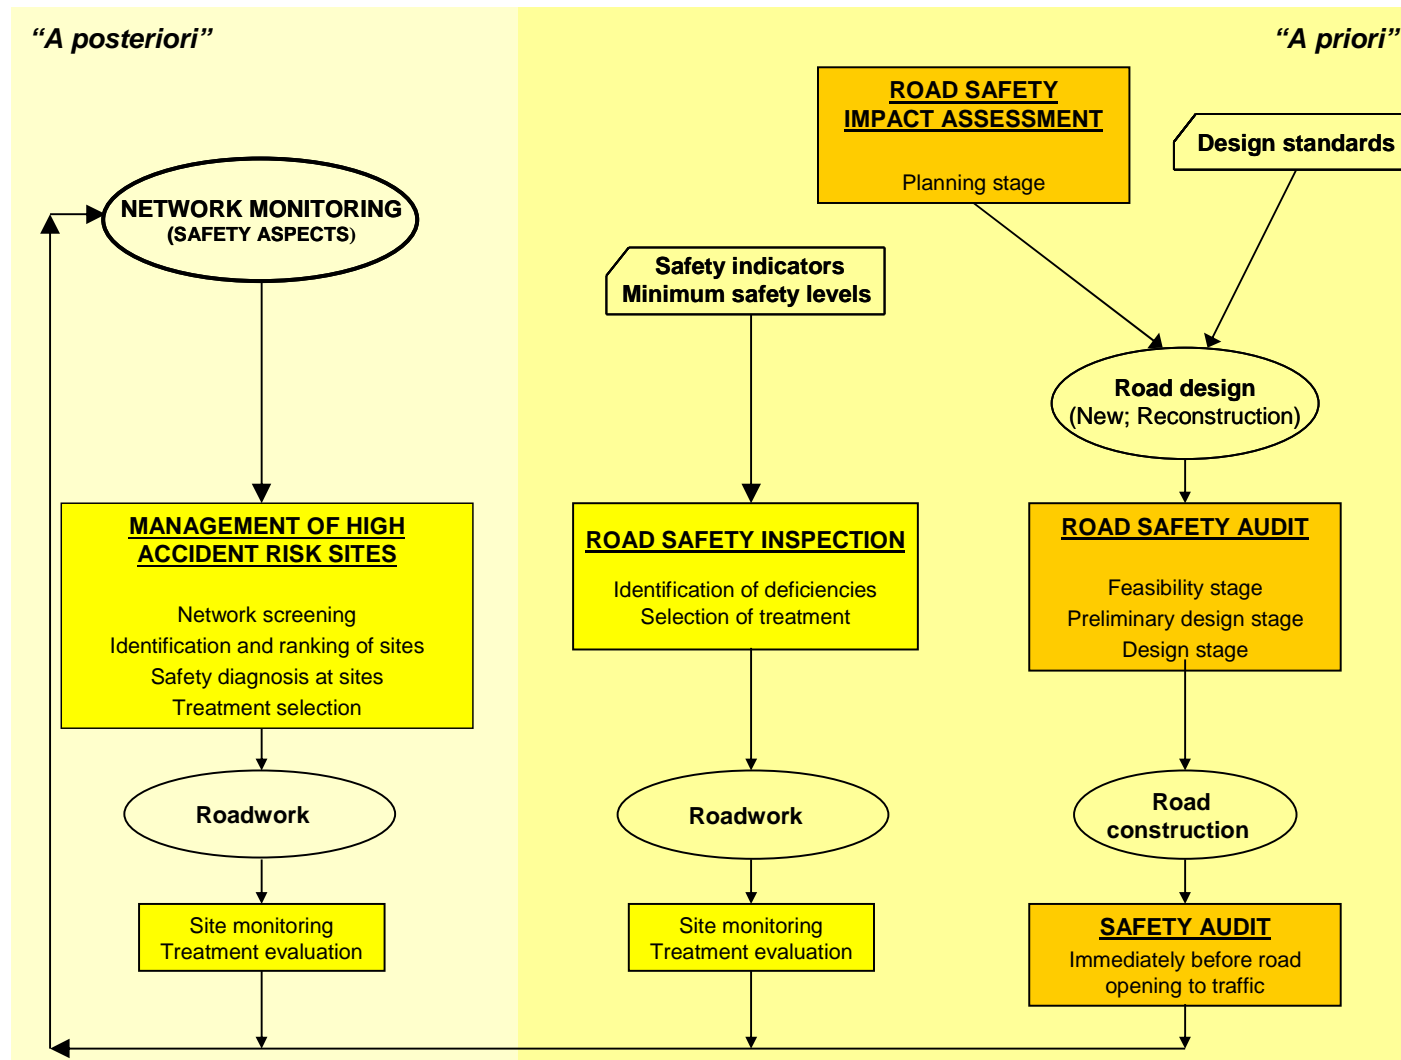 “A posteriori”
“A priori”
ROAD SAFETY
IMPACT ASSESSMENT
Planning stage
Design standards
NETWORK MONITORING
(SAFETY ASPECTS)
Safety indicators
Minimum safety levels
Road design
(New; Reconstruction)
MANAGEMENT OF HIGH
ACCIDENT RISK SITES
Network screening
Identification and ranking of sites
Safety diagnosis at sites
Treatment selection
ROAD SAFETY INSPECTION
Identification of deficiencies
Selection of treatment
ROAD SAFETY AUDIT
Feasibility stage
Preliminary design stage
Design stage
Roadwork
Roadwork
Road
construction
Site monitoring
Treatment evaluation
Site monitoring
Treatment evaluation
SAFETY AUDIT
Immediately before road
opening to traffic